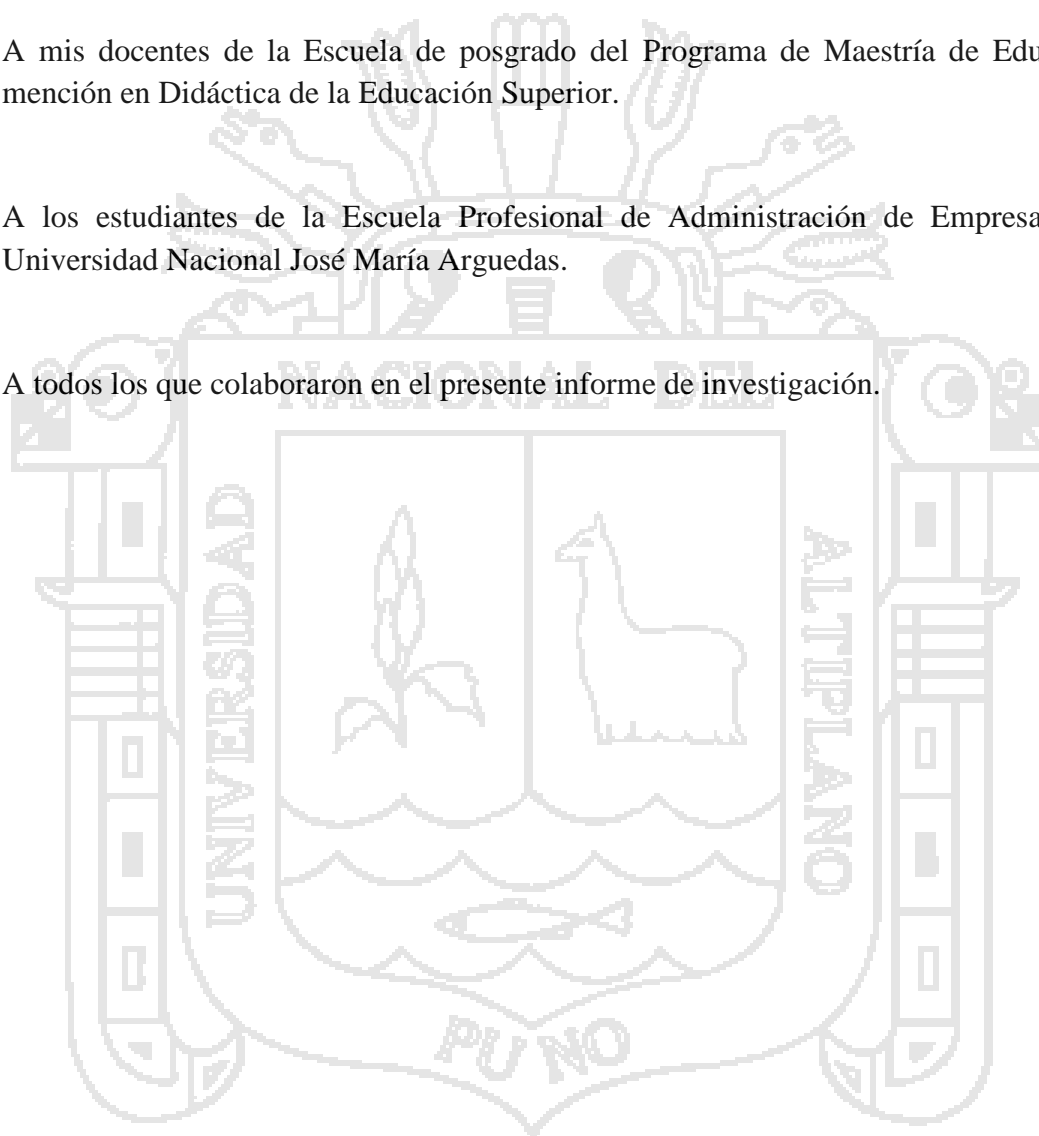 A mis docentes de la Escuela de posgrado del Programa de Maestría de Edu
mención en Didáctica de la Educación Superior.
A los estudiantes de la Escuela Profesional de Administración de Empresa
Universidad Nacional José María Arguedas.
A todos los que colaboraron en el presente informe de investigación.
NACIONAL DEL
UNIVERSIDAD
ALTIPLANO
PUNO